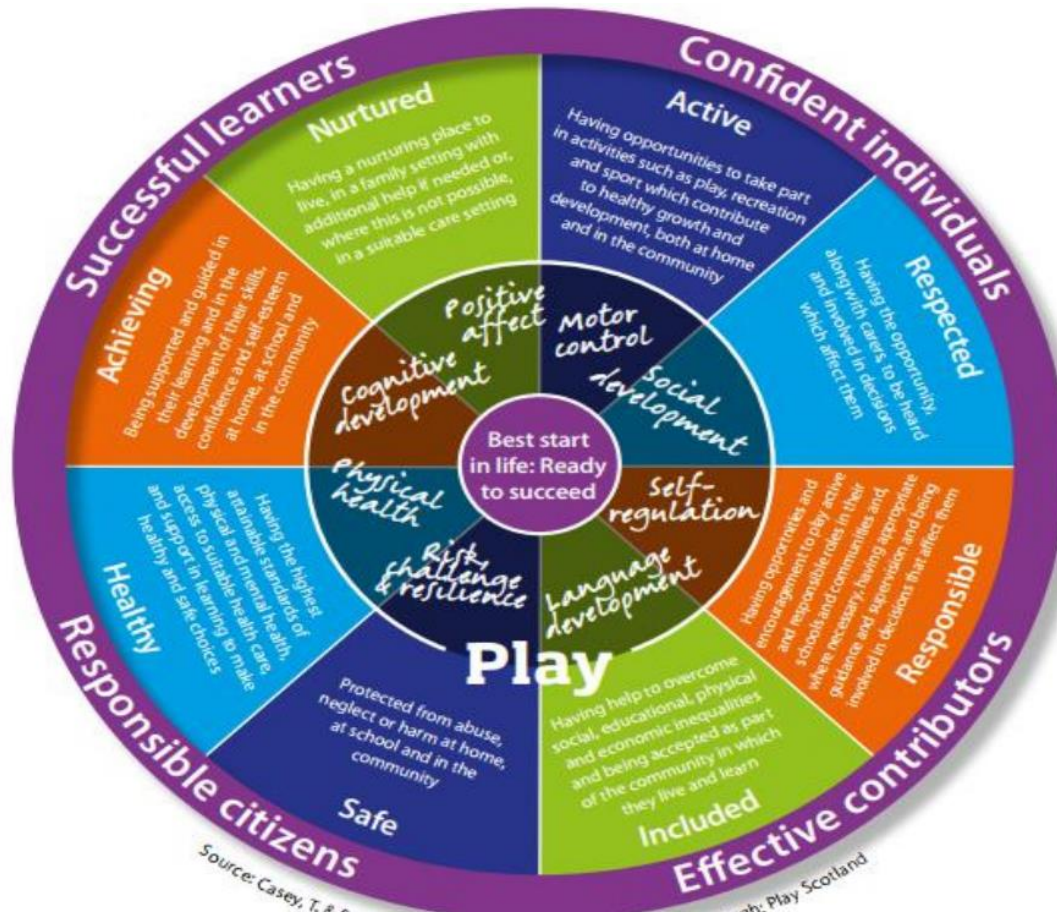 Successful learners
Confident individuals
Nurtured
Having a nurturing place to
live, in a family setting with
additional help if needed or,
where this is not possible,
in a suitable care setting
Active
Having opportunities to take part
in activities such as play, recreation
and sport which contribute
to healthy growth and
development, both at home
and in the community
Respected
Having the opportunity,
along with carers, to be heard
and involved in decisions
which affect them
Responsible
Having opportnities and
encouragement to play active
and responsible roles in their
schools and communities and,
where necessary, having appropriate
guidance and supervision and being
involved in decisions that affect them
Included
Having help to overcome
social, educational, physical
and economic inequalities
and being accepted as part
of the community in which
they live and learn
Safe
Protected from abuse,
neglect or harm at home,
at school and in the
community
Healthy
Having the highest
attainable standards of
physical and mental health,
access to suitable health care,
and support in learning to make
healthy and safe choices
Achieving
Being supported and guided in
their learning and in the
development of their skills,
confidence and self-esteem
at home, at school and
in the community
Positive
affect
Motor
control
Social
development
Self-
regulation
Language
development
Risk,
challenge
& resilience
Physical
health
Cognitive
development
Best start
in life: Ready
to succeed
Play
Responsible citizens
Effective contributors
Source: Casey, T. &
Play Scotland